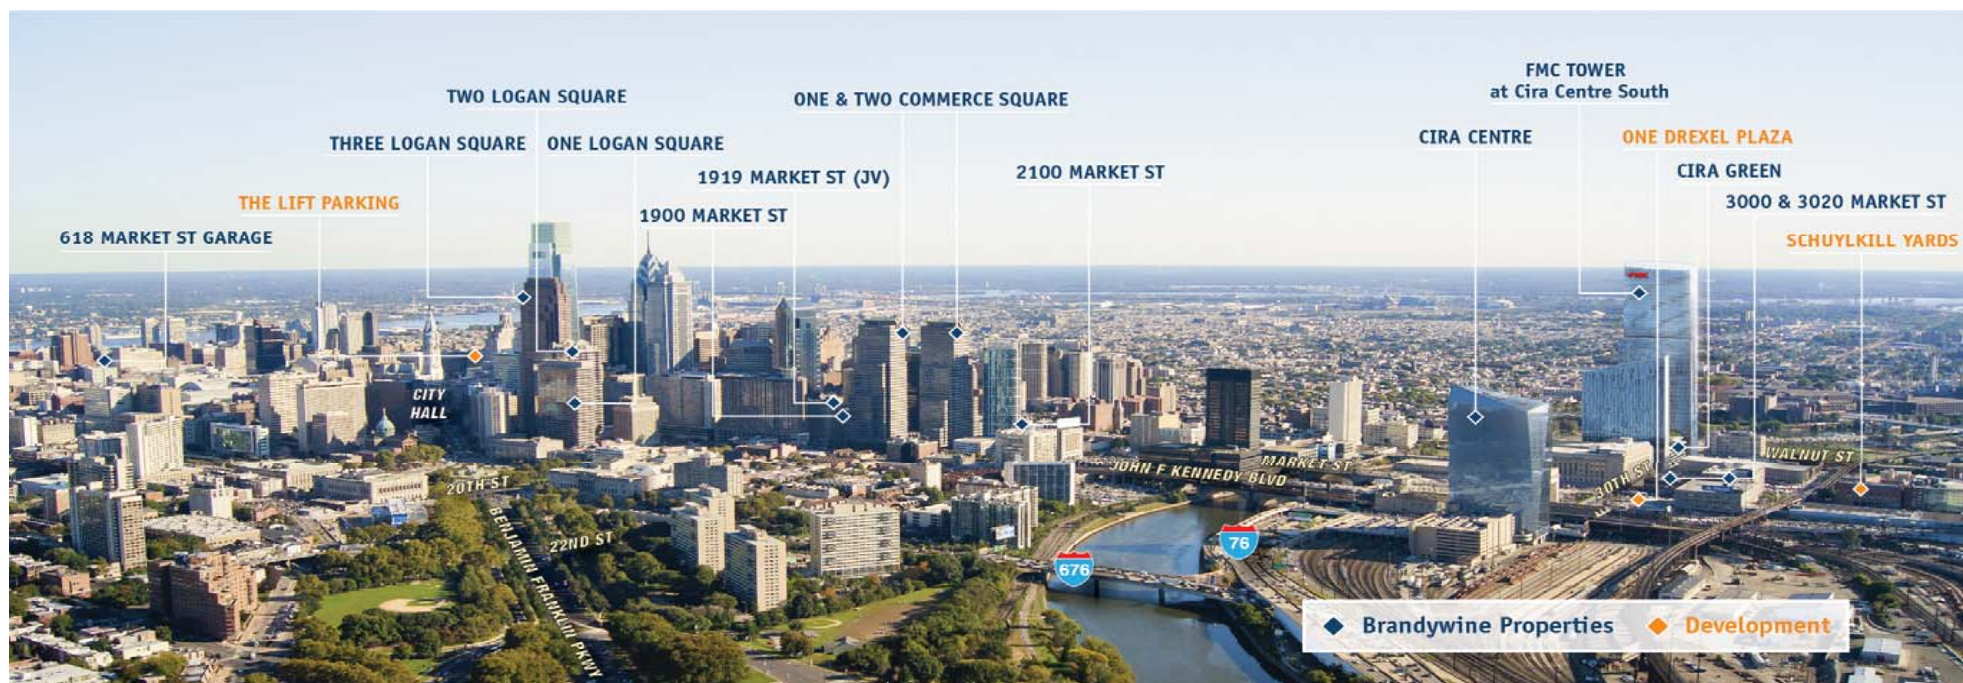 FMC TOWER
at Cira Centre South
TWO LOGAN SQUARE
ONE & TWO COMMERCE SQUARE
THREE LOGAN SQUARE
ONE LOGAN SQUARE
CIRA CENTRE
ONE DREXEL PLAZA
1919 MARKET ST (JV)
2100 MARKET ST
CIRA GREEN
THE LIFT PARKING
1900 MARKET ST
3000 & 3020 MARKET ST
618 MARKET ST GARAGE
SCHUYLKILL YARDS
FMC
CITY
HALL
JOHN F KENNEDY BLVD
MARKET ST
WALNUT ST
30TH ST
20TH ST
BENJAMIN FRANKLIN PKWY
22ND ST
76
676
Brandywine Properties
Development